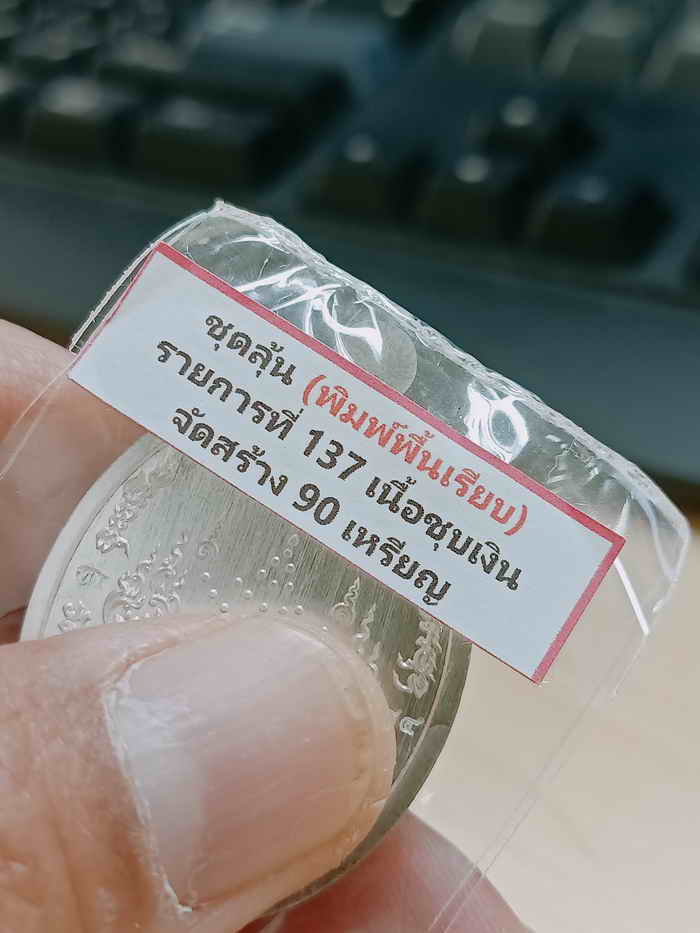 ชุดลุ้น (พิมพ์พื้นเรียบ)
รายการที่ 137 เนื้อชุบเงิน
จัดสร้าง 90 เหรียญ